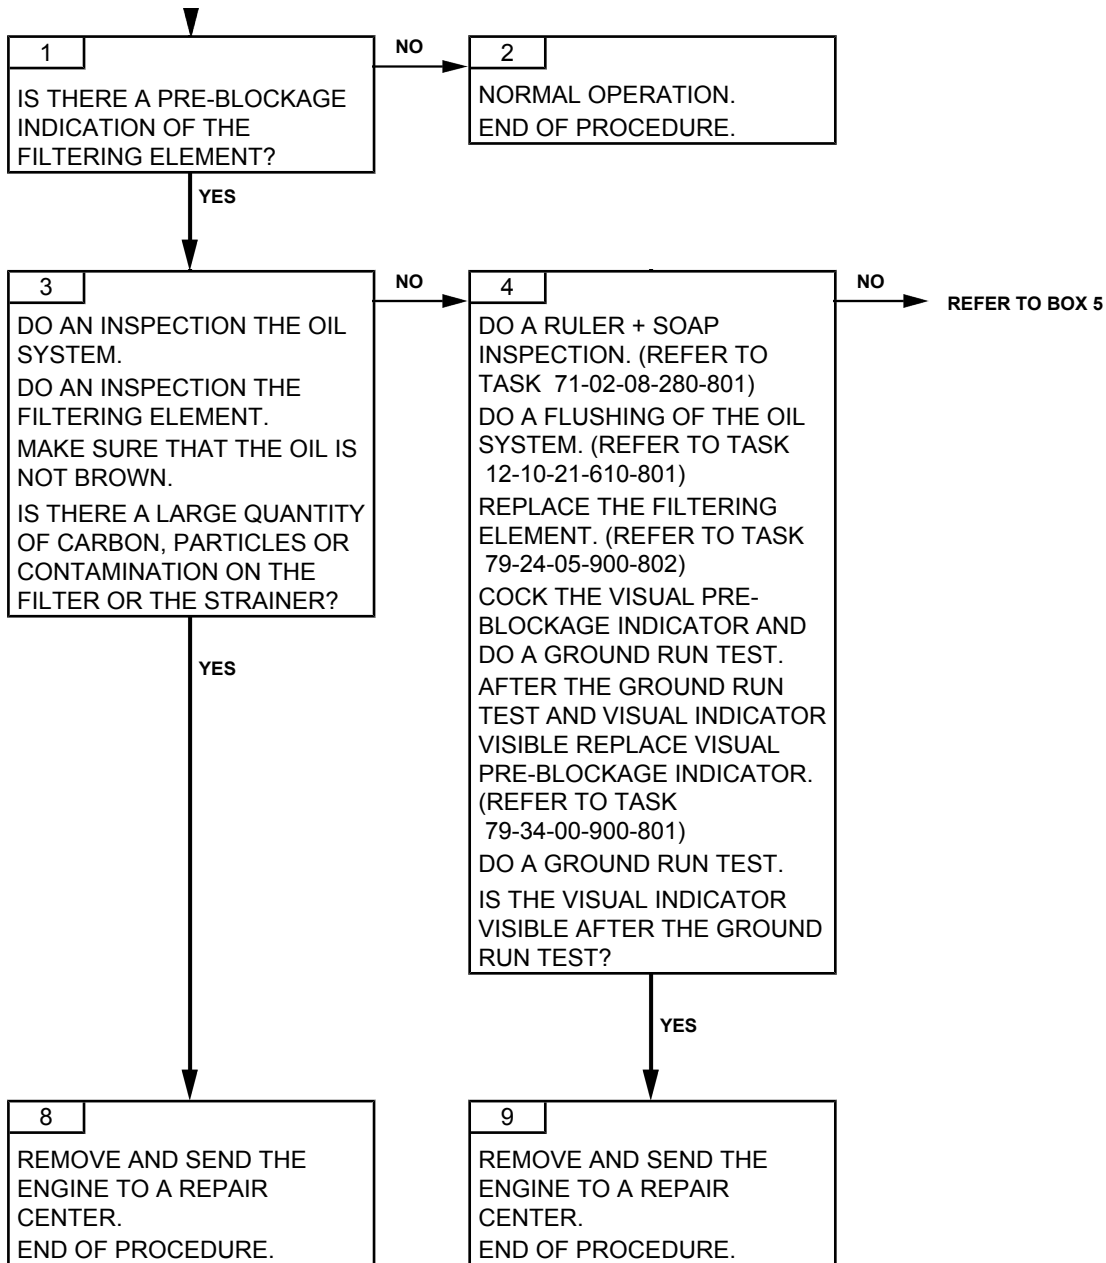 1
IS THERE A PRE-BLOCKAGE
INDICATION OF THE
FILTERING ELEMENT?
NO
2
NORMAL OPERATION.
END OF PROCEDURE.
YES
3
DO AN INSPECTION THE OIL
SYSTEM.
DO AN INSPECTION THE
FILTERING ELEMENT.
MAKE SURE THAT THE OIL IS
NOT BROWN.
IS THERE A LARGE QUANTITY
OF CARBON, PARTICLES OR
CONTAMINATION ON THE
FILTER OR THE STRAINER?
NO
4
DO A RULER + SOAP
INSPECTION. (REFER TO
TASK 71-02-08-280-801)
DO A FLUSHING OF THE OIL
SYSTEM. (REFER TO TASK
12-10-21-610-801)
REPLACE THE FILTERING
ELEMENT. (REFER TO TASK
79-24-05-900-802)
COCK THE VISUAL PRE-
BLOCKAGE INDICATOR AND
DO A GROUND RUN TEST.
AFTER THE GROUND RUN
TEST AND VISUAL INDICATOR
VISIBLE REPLACE VISUAL
PRE-BLOCKAGE INDICATOR.
(REFER TO TASK
79-34-00-900-801)
DO A GROUND RUN TEST.
IS THE VISUAL INDICATOR
VISIBLE AFTER THE GROUND
RUN TEST?
NO
REFER TO BOX 5
YES
YES
8
REMOVE AND SEND THE
ENGINE TO A REPAIR
CENTER.
END OF PROCEDURE.
9
REMOVE AND SEND THE
ENGINE TO A REPAIR
CENTER.
END OF PROCEDURE.